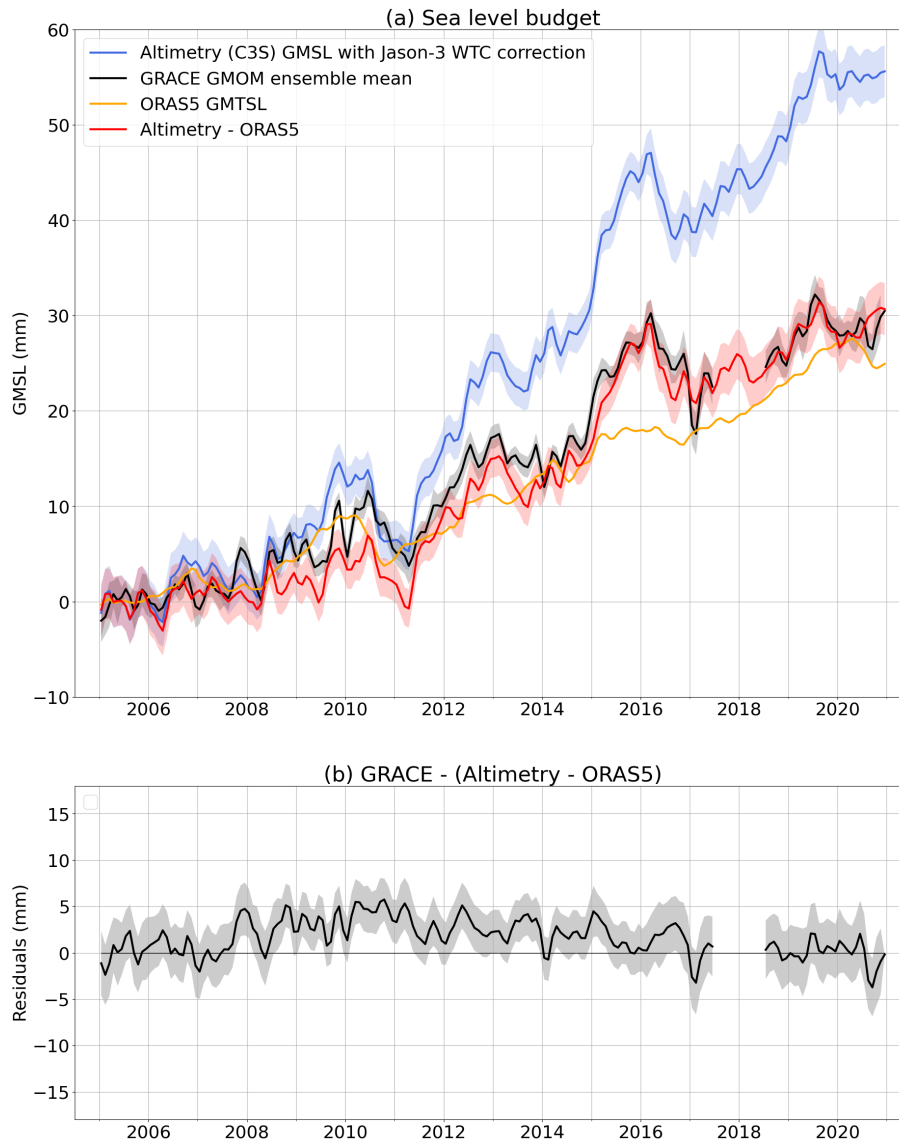 (a) Sea level budget
60
50
40
30
20
10
0
−10
GMSL (mm)
Altimetry (C3S) GMSL with Jason-3 WTC correction
GRACE GMOM ensemble mean
ORAS5 GMTSL
Altimetry - ORAS5
2006 2008 2010 2012 2014 2016 2018 2020
(b) GRACE - (Altimetry - ORAS5)
15
10
5
0
−5
−10
−15
Residuals (mm)
2006 2008 2010 2012 2014 2016 2018 2020